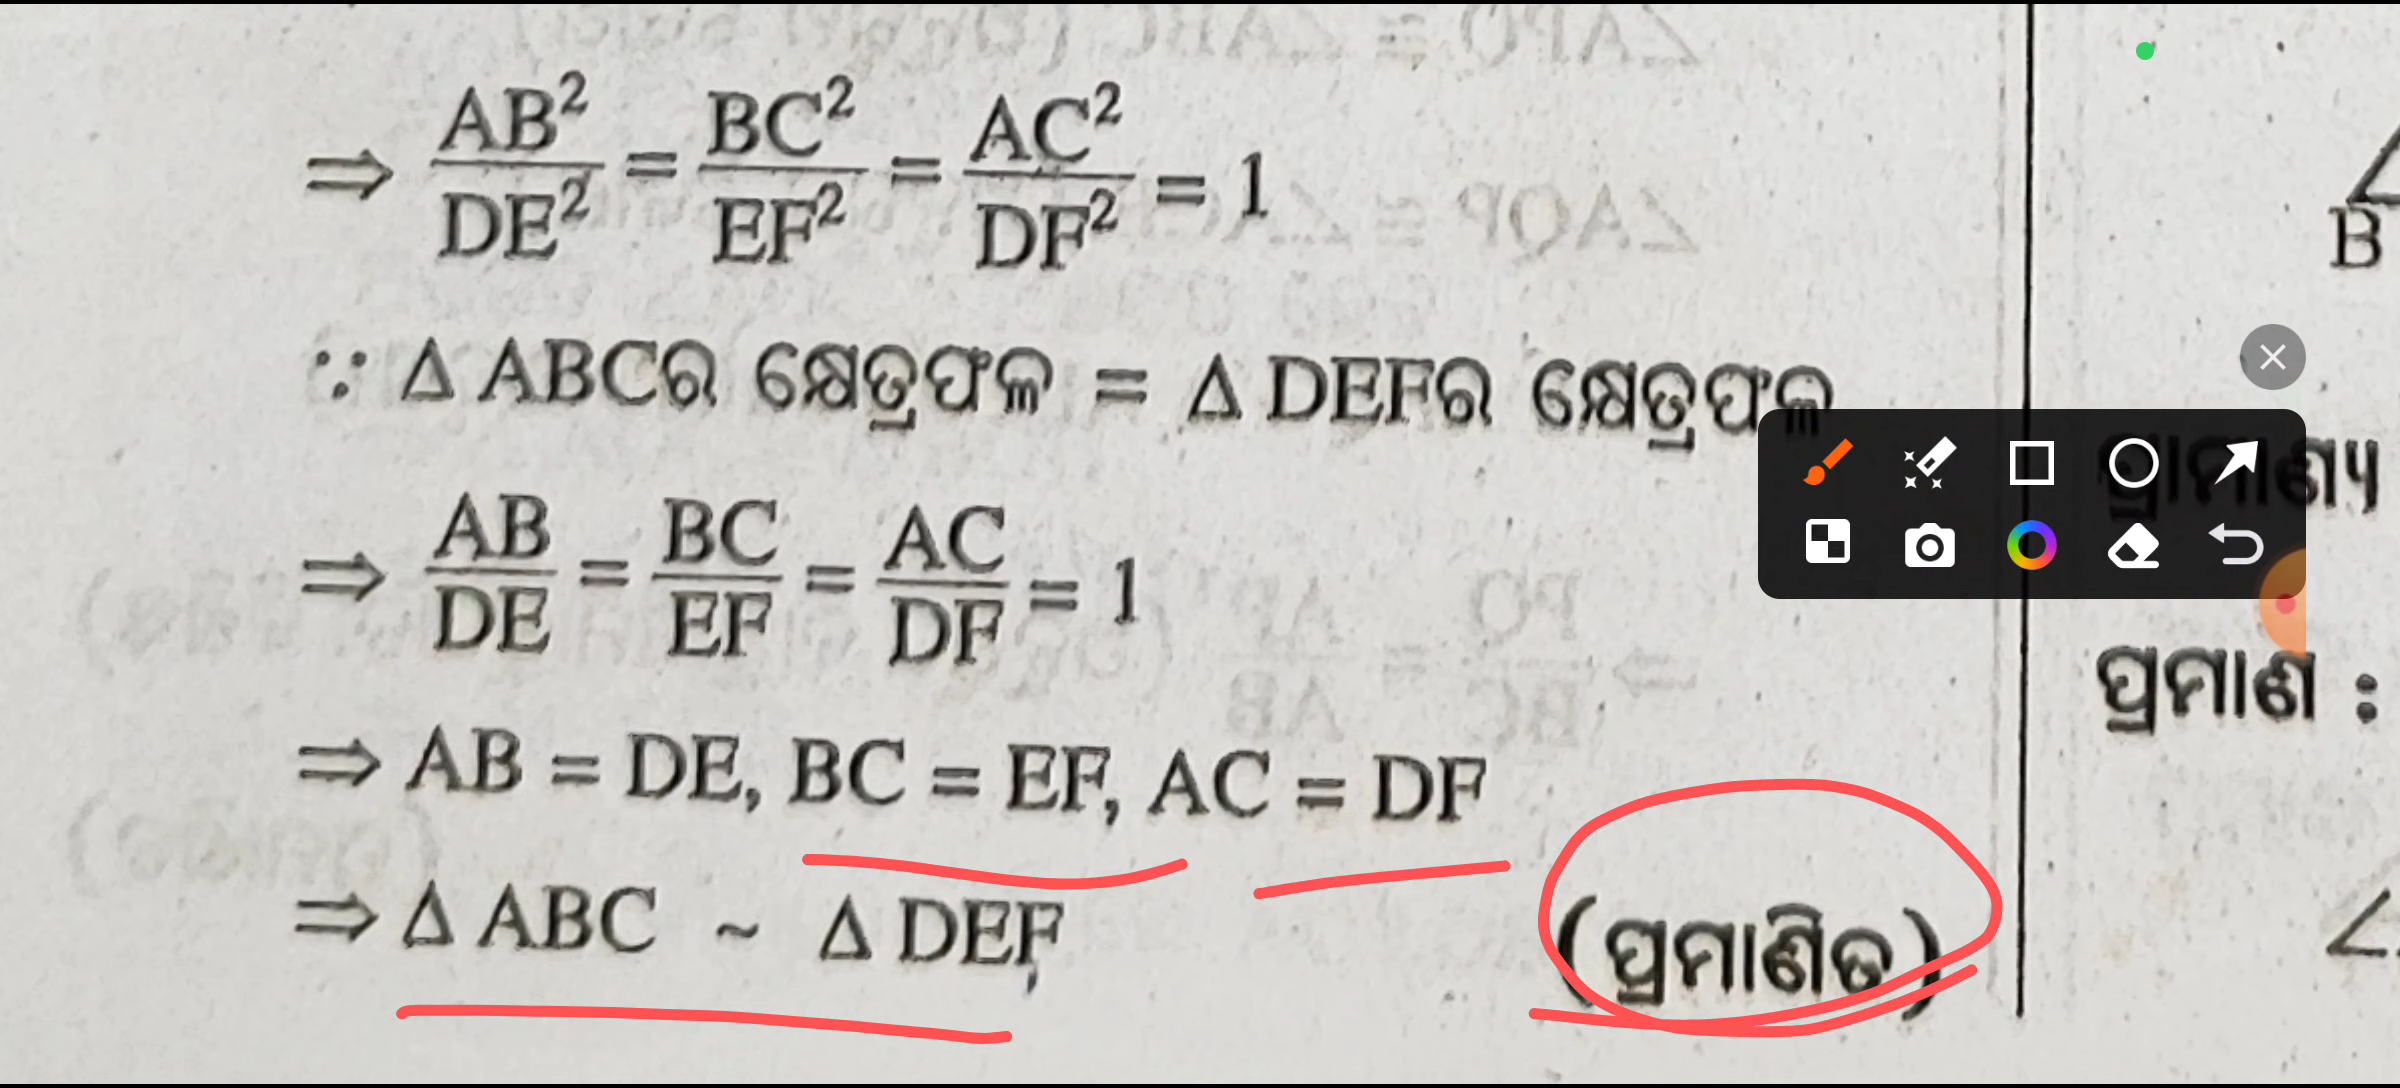 ⇒ AB²/DE² = BC²/EF² = AC²/DF² = 1
∵ Δ ABCର କ୍ଷେତ୍ରଫଳ = Δ DEFର କ୍ଷେତ୍ରଫଳ
⇒ AB/DE = BC/EF = AC/DF = 1
⇒ AB = DE, BC = EF, AC = DF
⇒ Δ ABC ~ Δ DEF (ପ୍ରମାଣିତ)
B
ପ୍ରାମାଣ୍ୟ
ପ୍ରମାଣ :
∠